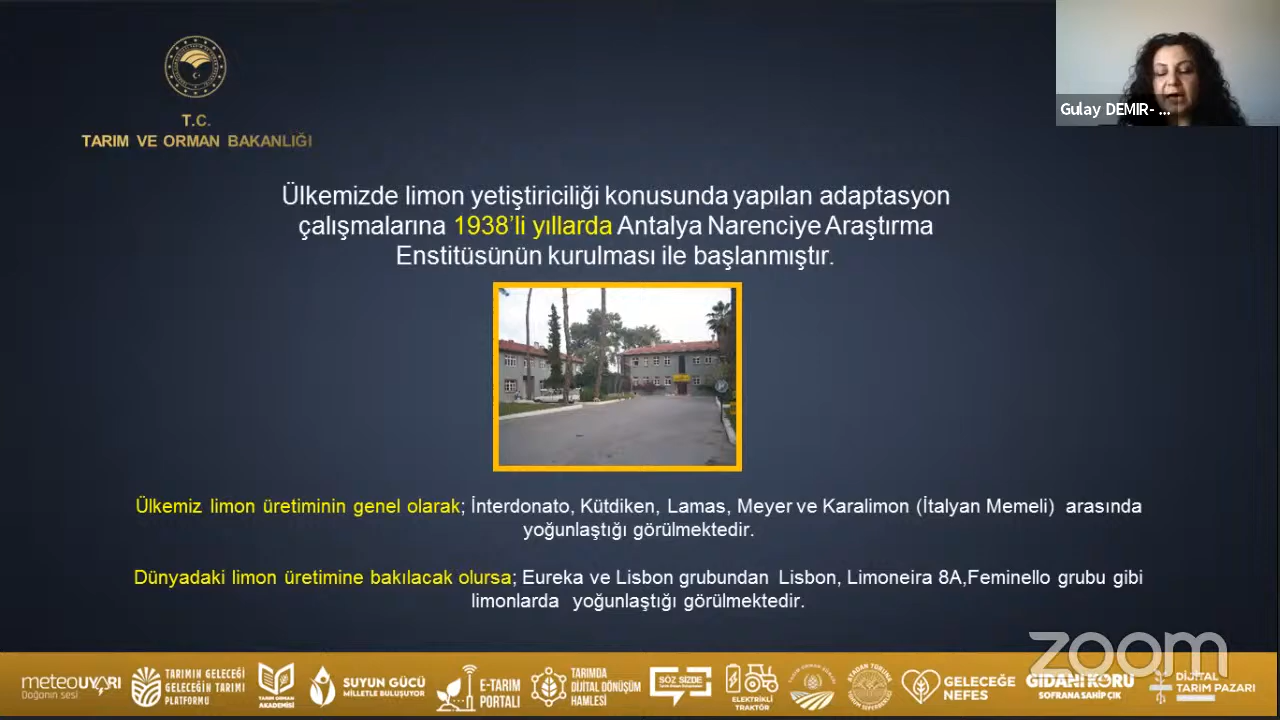 T.C.
TARIM VE ORMAN BAKANLIĞI
Gulay DEMIR- ...
Ülkemizde limon yetiştiriciliği konusunda yapılan adaptasyon
çalışmalarına 1938’li yıllarda Antalya Narenciye Araştırma
Enstitüsünün kurulması ile başlanmıştır.
Ülkemiz limon üretiminin genel olarak; İnterdonato, Kütdiken, Lamas, Meyer ve Karalimon (İtalyan Memeli) arasında
yoğunlaştığı görülmektedir.
Dünyadaki limon üretimine bakılacak olursa; Eureka ve Lisbon grubundan Lisbon, Limoneira 8A,Feminello grubu gibi
limonlarda yoğunlaştığı görülmektedir.
zoom
meteoUYARI
Doğanın sesi
TARIMIN GELECEĞİ
GELECEĞİN TARIMI
PLATFORMU
TARIM ORMAN
AKADEMİSİ
SUYUN GÜCÜ
MİLLETLE BULUŞUYOR
E-TARIM
PORTALI
TARIMDA
DİJİTAL DÖNÜŞÜM
HAMLESİ
SÖZ SİZDE
ELEKTRİKLİ
TRAKTÖR
GELECEĞE
NEFES
GIDANI KORU
SOFRANA SAHİP ÇIK
DİJİTAL
TARIM PAZARI